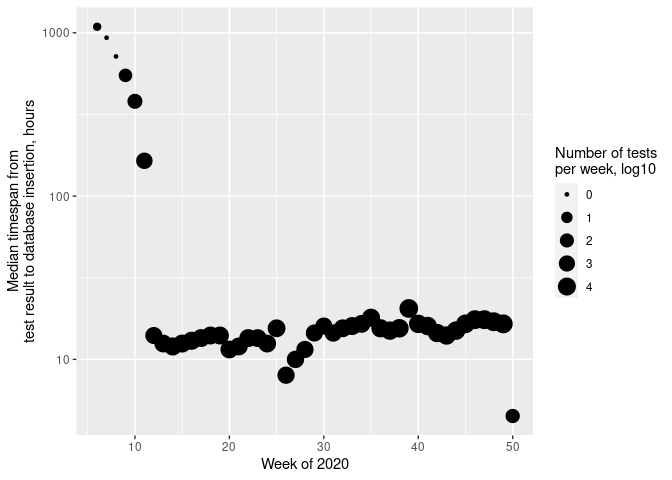 1000
100
10
Median timespan from
test result to database insertion, hours
10
20
30
40
50
Week of 2020
Number of tests
per week, log10
0
1
2
3
4